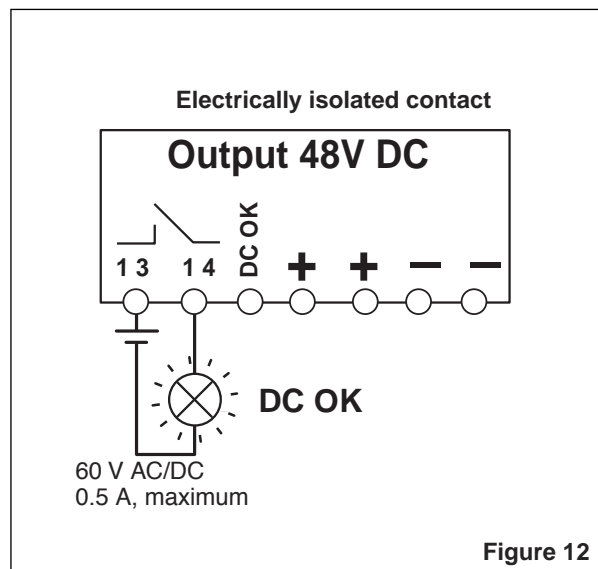 Electrically isolated contact
Output 48V DC
DC OK
13 14 + + – –
DC OK
60 V AC/DC
0.5 A, maximum
Figure 12